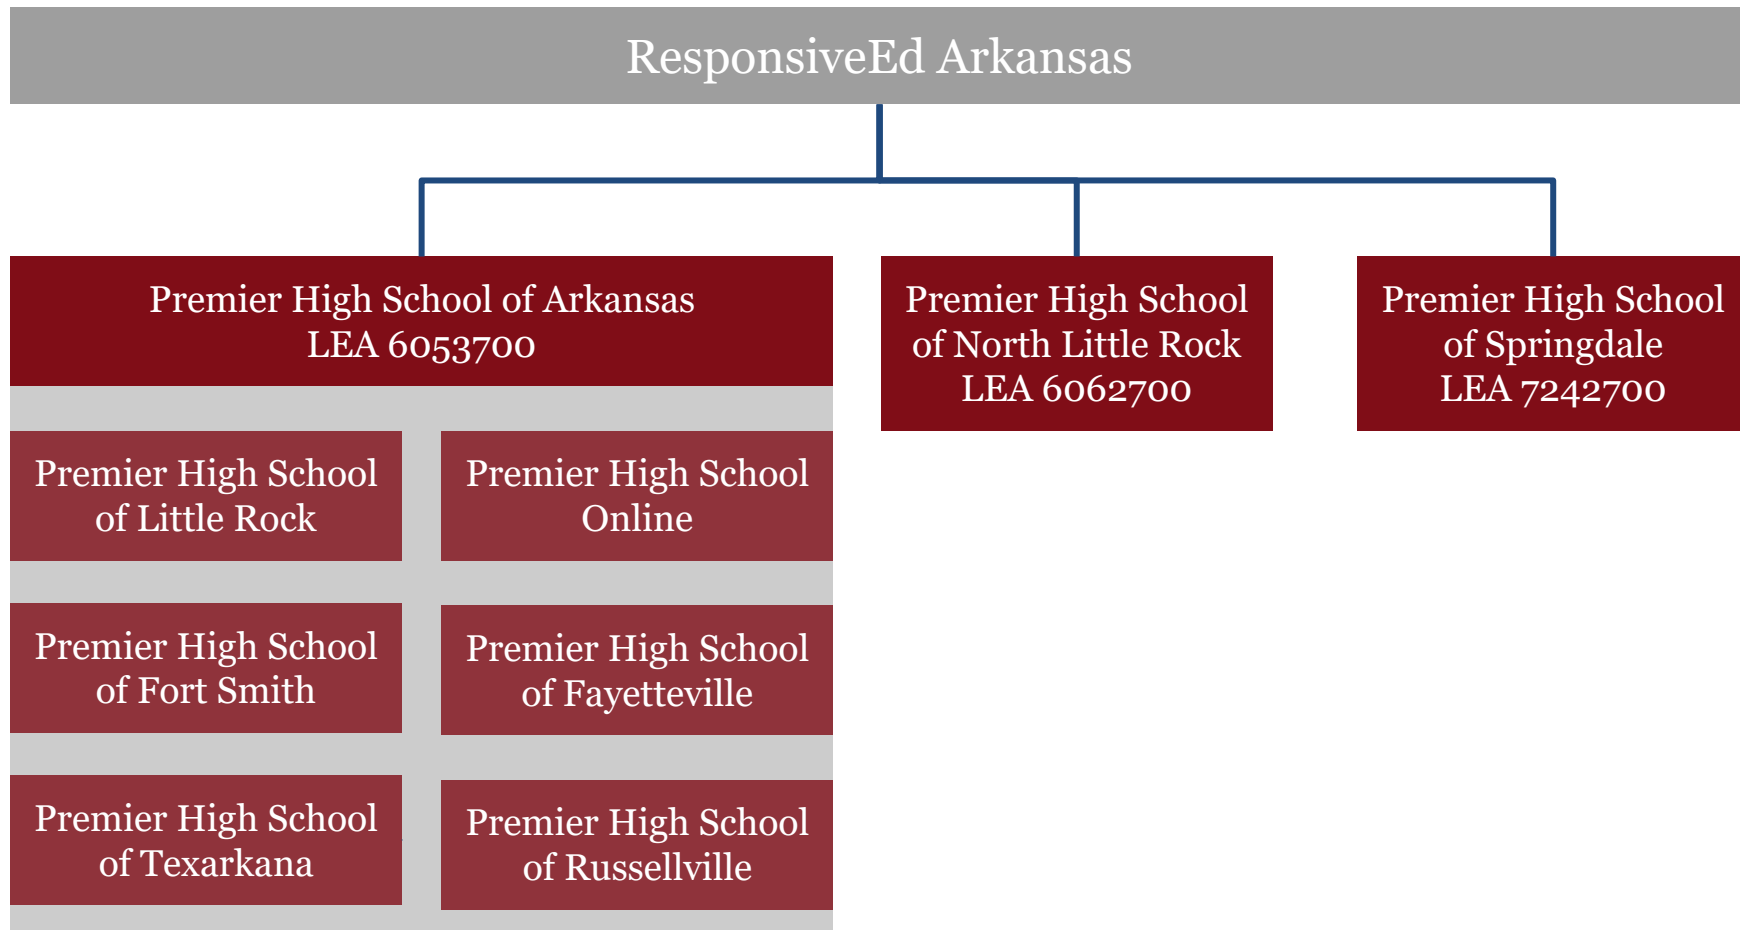 ResponsiveEd Arkansas
Premier High School of Arkansas
LEA 6053700
Premier High School
of Little Rock
Premier High School
Online
Premier High School
of Fort Smith
Premier High School
of Fayetteville
Premier High School
of Texarkana
Premier High School
of Russellville
Premier High School
of North Little Rock
LEA 6062700
Premier High School
of Springdale
LEA 7242700